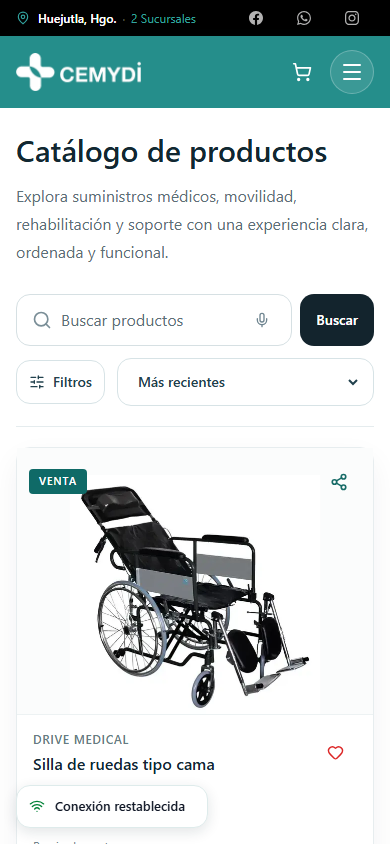 Huejutla, Hgo. · 2 Sucursales
CEMYDI
Catálogo de productos
Explora suministros médicos, movilidad,
rehabilitación y soporte con una experiencia clara,
ordenada y funcional.
Buscar productos
Buscar
Filtros
Más recientes
VENTA
DRIVE MEDICAL
Silla de ruedas tipo cama
Conexión restablecida